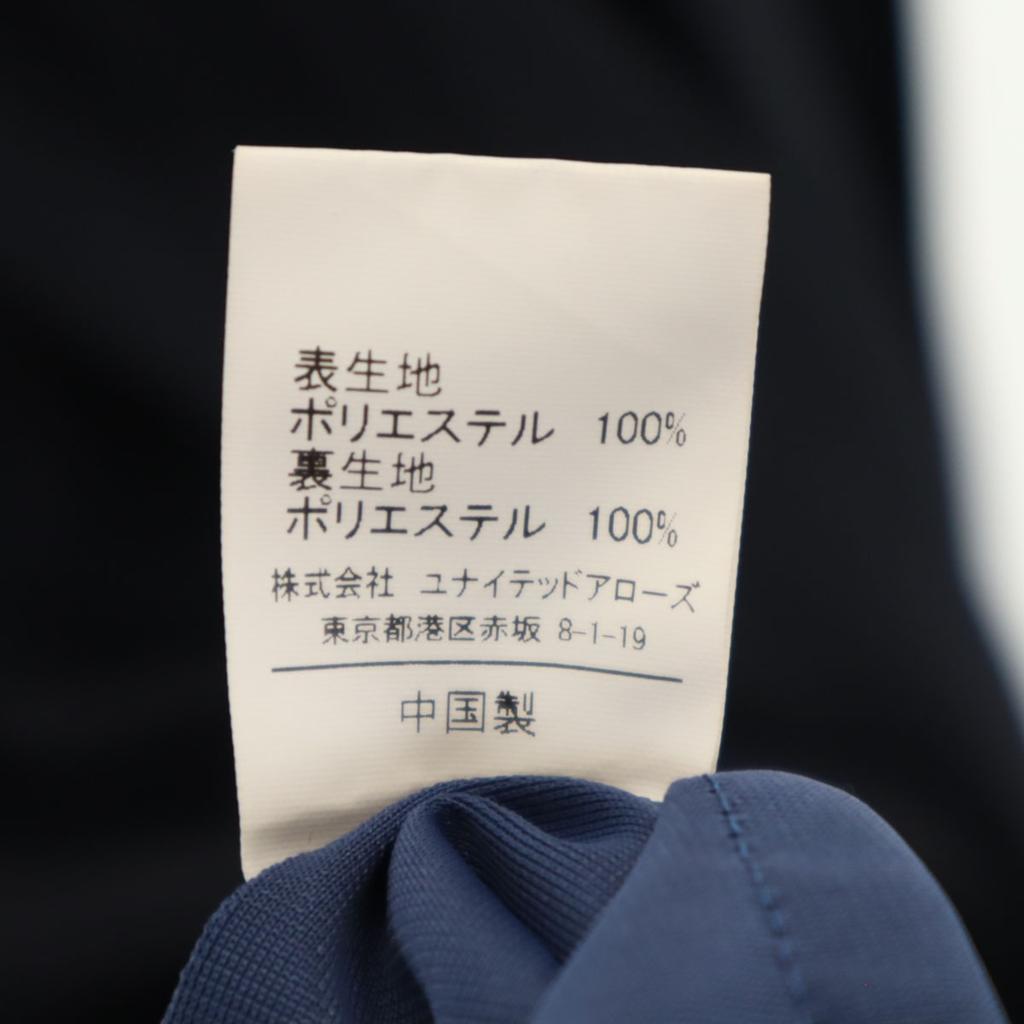 表生地
ポリエステル 100%
裏生地
ポリエステル 100%
株式会社 ユナイテッドアローズ
東京都港区赤坂 8-1-19
中国製